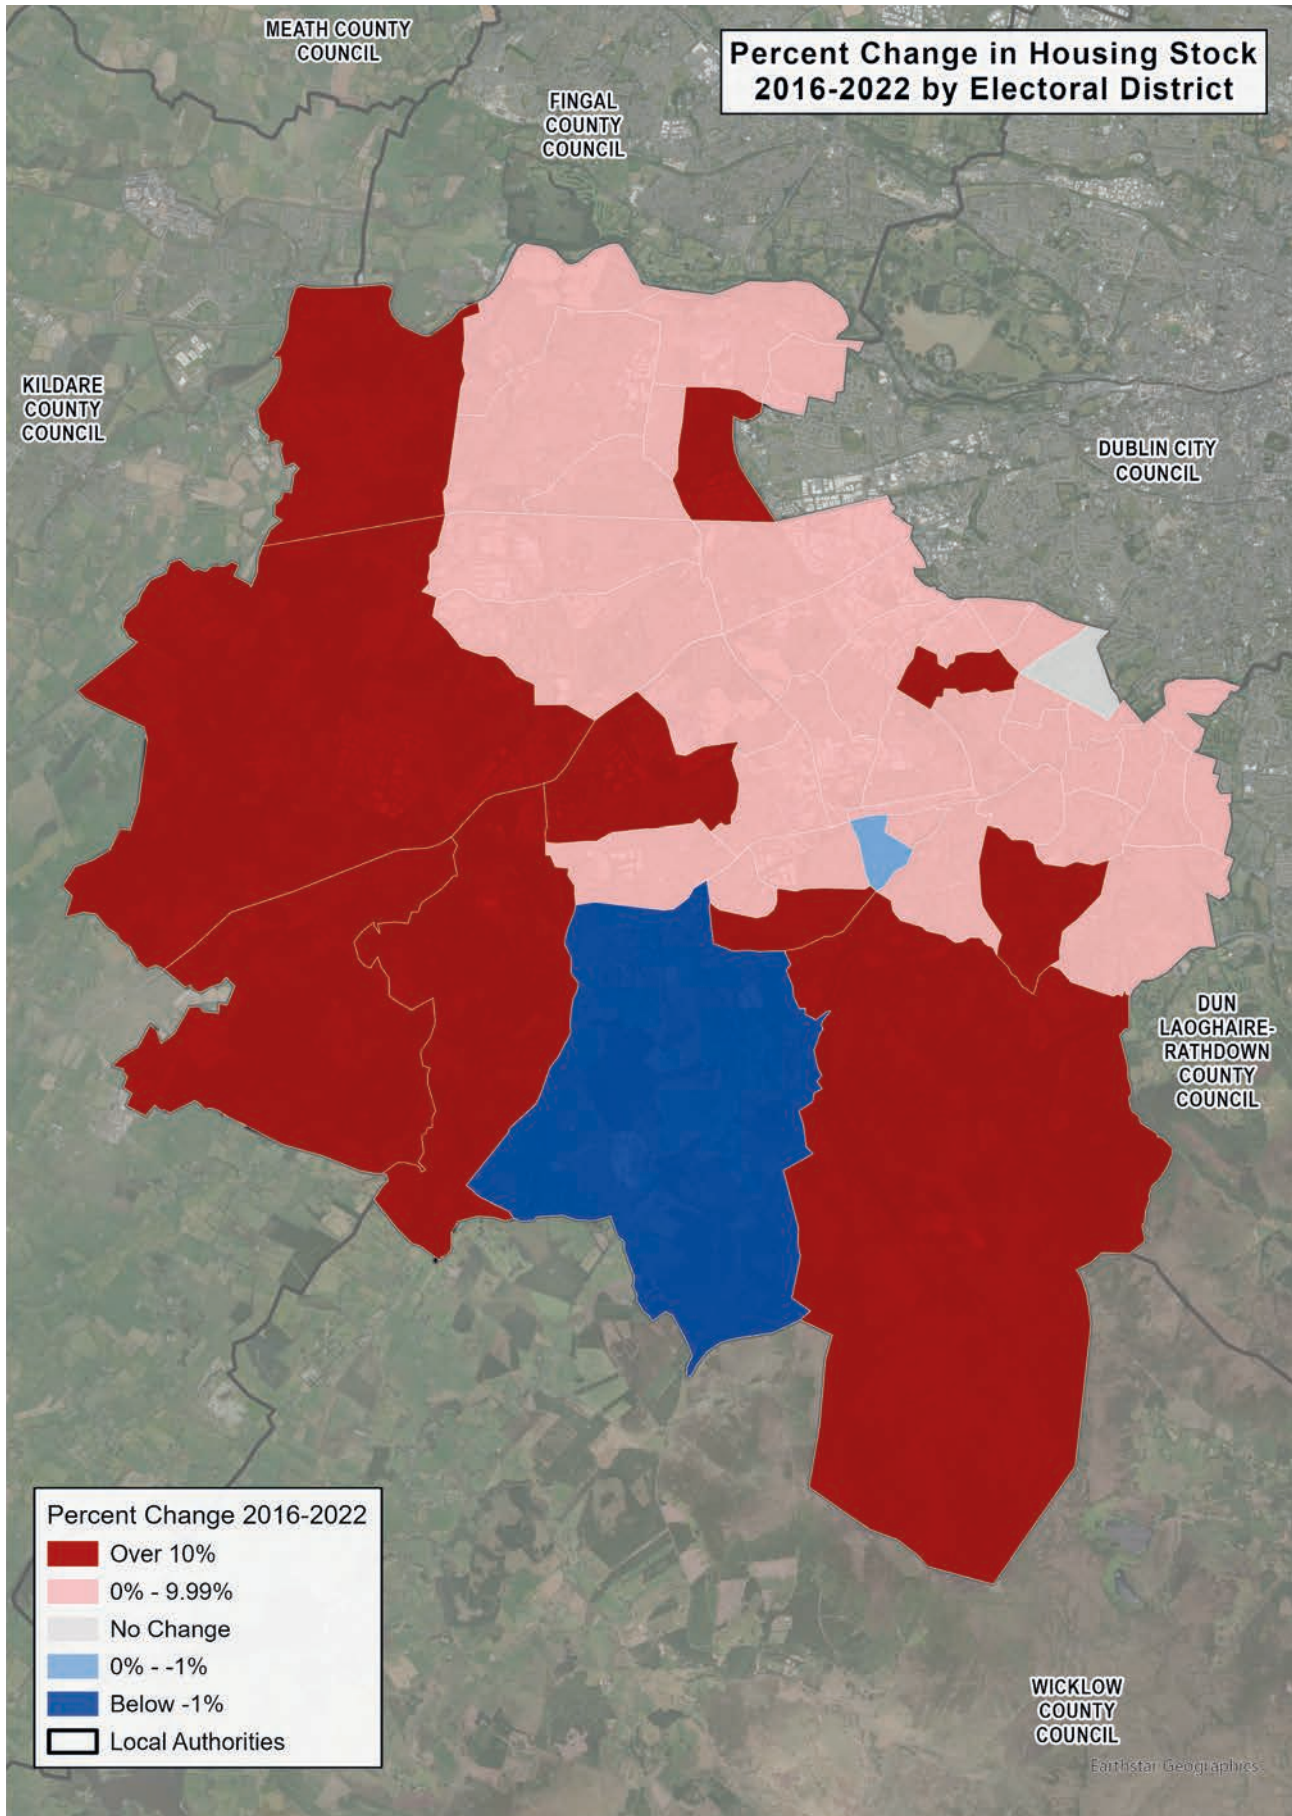 MEATH COUNTY
COUNCIL
Percent Change in Housing Stock
2016-2022 by Electoral District
FINGAL
COUNTY
COUNCIL
KILDARE
COUNTY
COUNCIL
DUBLIN CITY
COUNCIL
DUN
LAOGHAIRE-
RATHDOWN
COUNTY
COUNCIL
Percent Change 2016-2022
Over 10%
0% - 9.99%
No Change
0% - -1%
Below -1%
Local Authorities
WICKLOW
COUNTY
COUNCIL
Earthstar Geographics